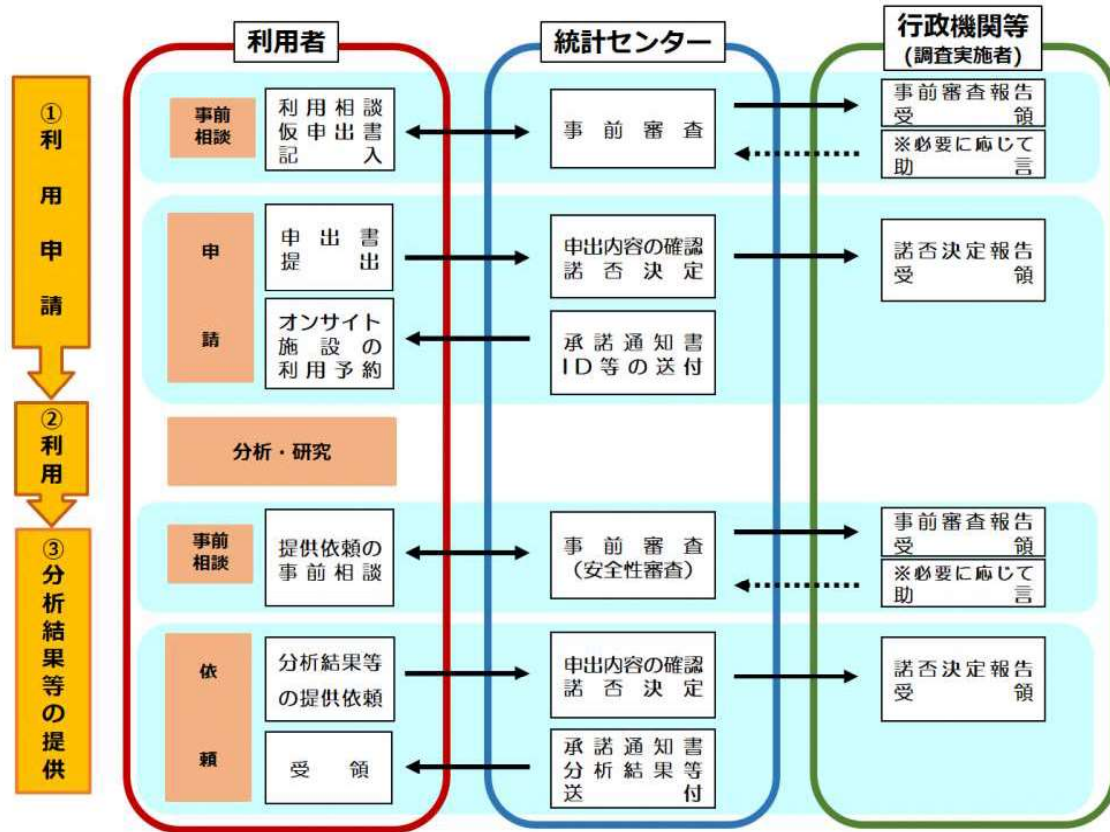 利用者
統計センター
行政機関等
(調査実施者)
①
利
用
申
請
事前
相談
利用相談
仮申出書
記入
事前審査
事前審査報告
受領
※必要に応じて
助言
申
請
申出書
提出
申出内容の確認
諾否決定
諾否決定報告
受領
オンサイト
施設の
利用予約
承諾通知書
ID等の送付
②
利
用
分析・研究
③
分
析
結
果
等
の
提
供
事前
相談
提供依頼の
事前相談
事前審査
(安全性審査)
事前審査報告
受領
※必要に応じて
助言
依
頼
分析結果等
の提供依頼
申出内容の確認
諾否決定
諾否決定報告
受領
受領
承諾通知書
分析結果等
送付